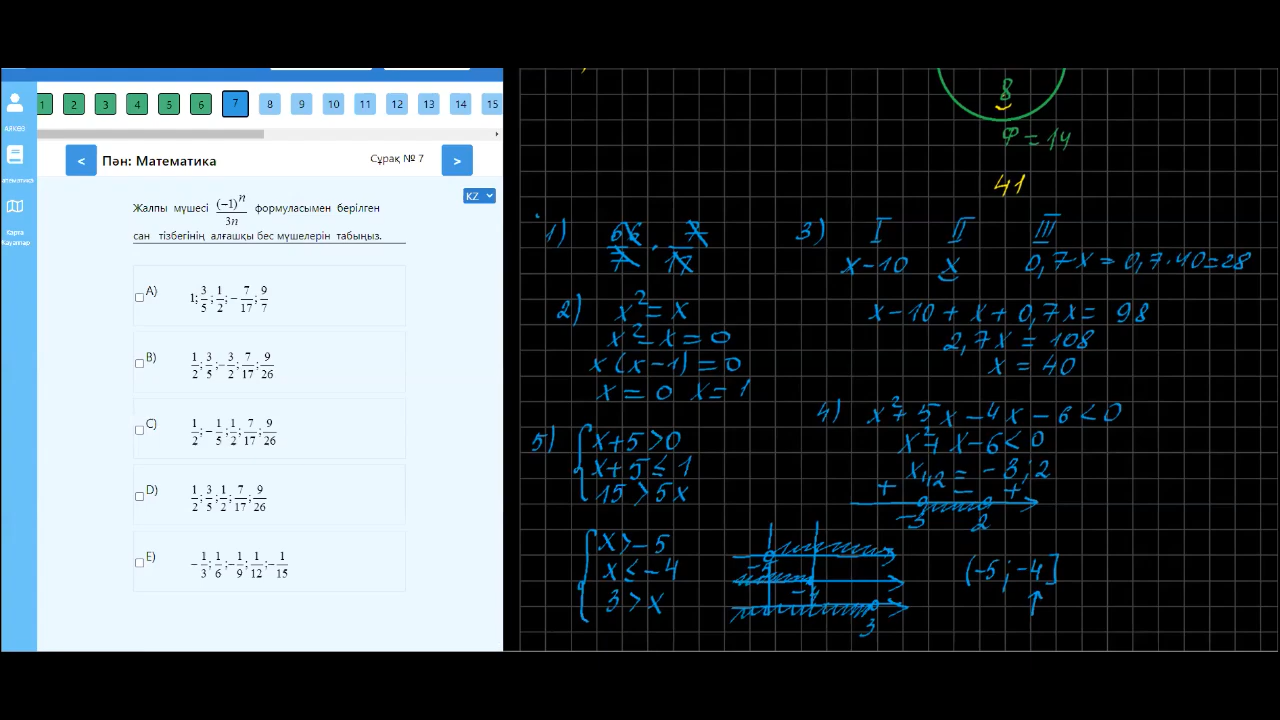 1 2 3 4 5 6 7 8 9 10 11 12 13 14 15
< Пән: Математика Сұрақ № 7 >
KZ
Жалпы мүшесі (-1)^n / 3n формуласымен берілген
сан тізбегінің алғашқы бес мүшелерін табыңыз.
A) 1; 3/5; 1/2; -7/17; 9/7
B) 1/2; 3/5; -3/2; 7/17; 9/26
C) 1/2; -1/5; 1/2; 7/17; 9/26
D) 1/2; 3/5; 1/2; 7/17; 9/26
E) -1/3; 1/6; -1/9; 1/12; -1/15
Карта
8
Ф = 14
41
1)
2) x² = x
x² - x = 0
x (x-1) = 0
x = 0 x = 1
3) I II III
x-10 x 0,7·x = 0,7·40=28
x-10 + x + 0,7x = 98
2,7x = 108
x = 40
4) x²+5x-4x-6<0
x²+x-6<0
x₁,₂ = -3; 2
+ - +
-3 2
5) x+5>0
x+5≤1
15>5x
x>-5
x≤-4
3>x
-5
-4
3
(-5;-4]